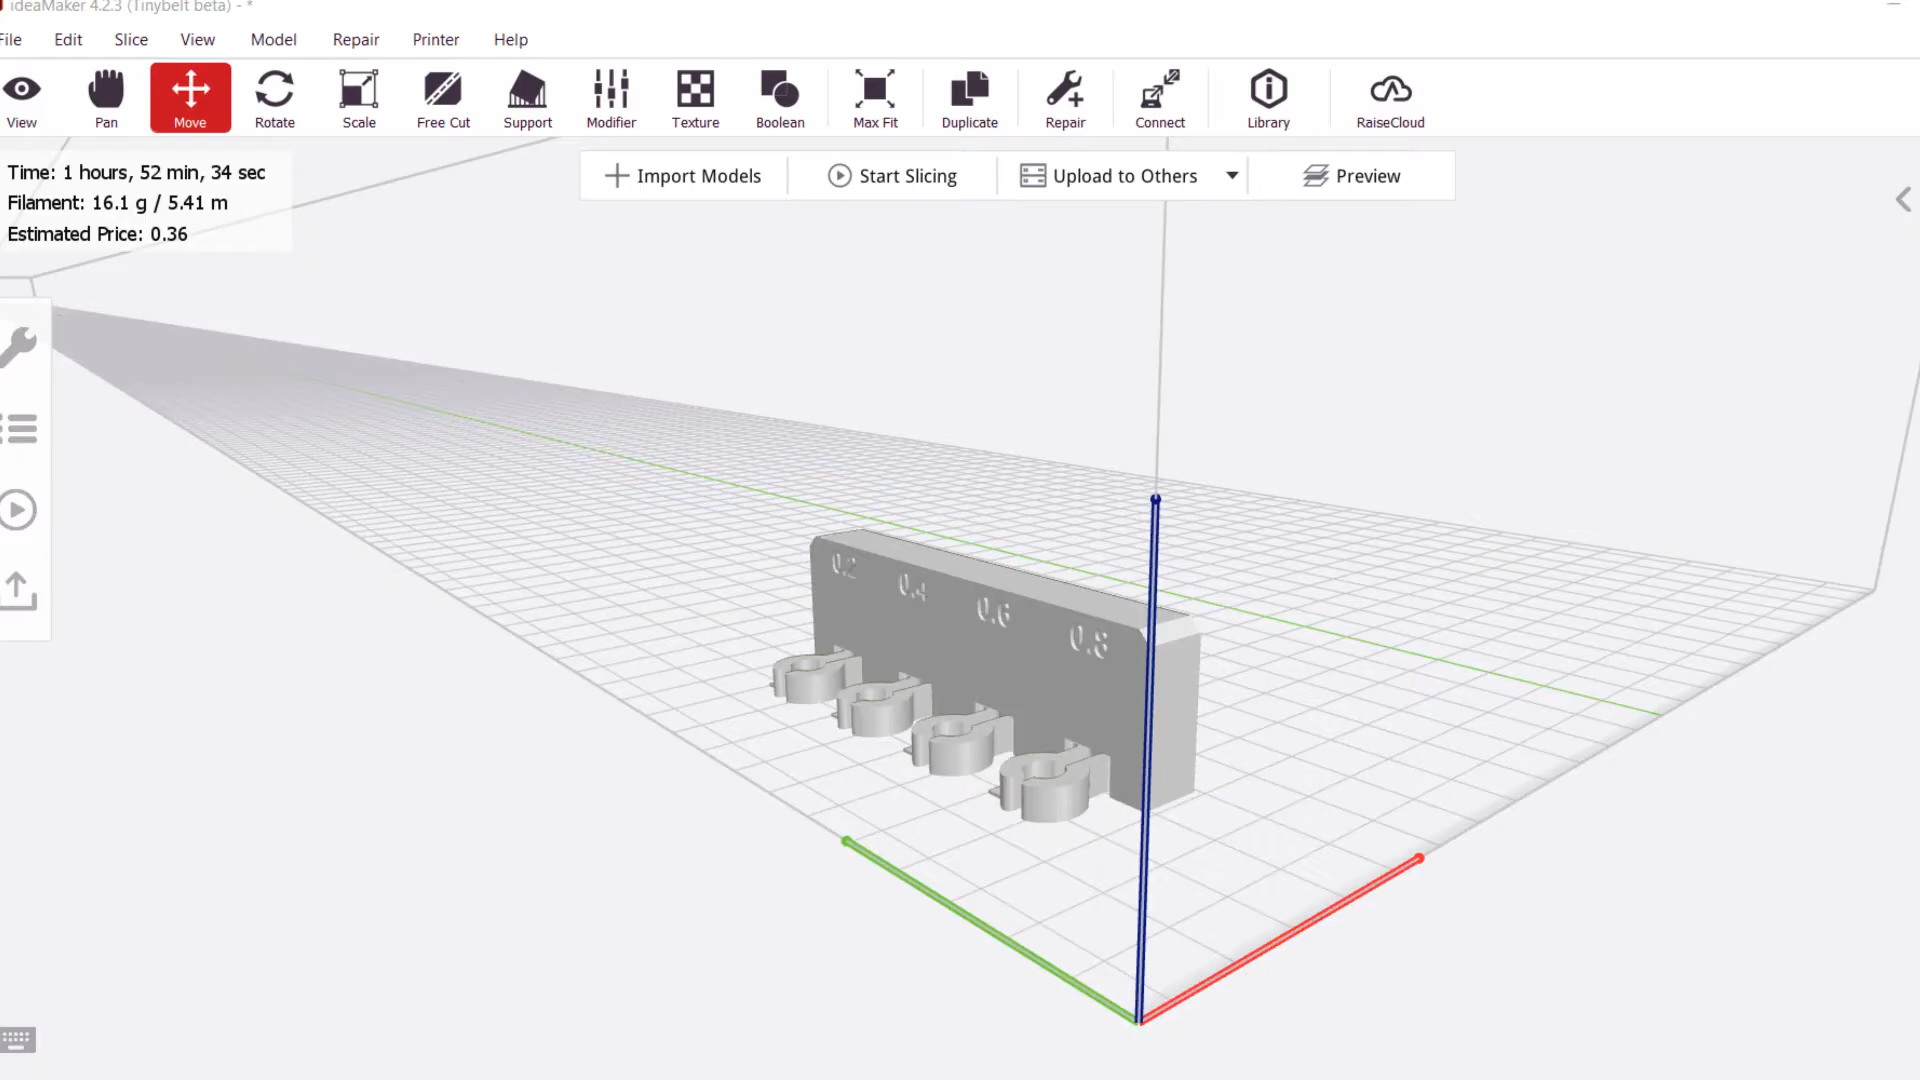 ideaMaker 4.2.3 (Tinybelt beta) - *
File Edit Slice View Model Repair Printer Help
View Pan Move Rotate Scale Free Cut Support Modifier Texture Boolean Max Fit Duplicate Repair Connect Library RaiseCloud
Time: 1 hours, 52 min, 34 sec
Filament: 16.1 g / 5.41 m
Estimated Price: 0.36
Import Models Start Slicing Upload to Others Preview
0.2
0.4
0.6
0.8